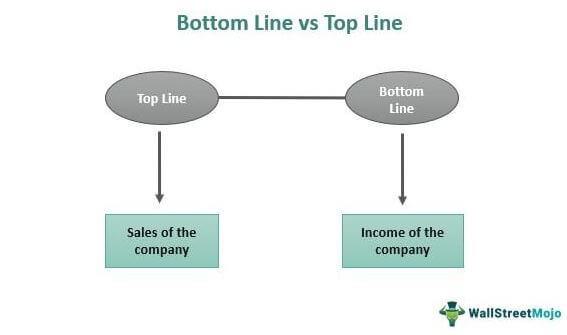 Bottom Line vs Top Line
Top Line
Bottom
Line
Sales of the
company
Income of the
company
WallStreetMojo